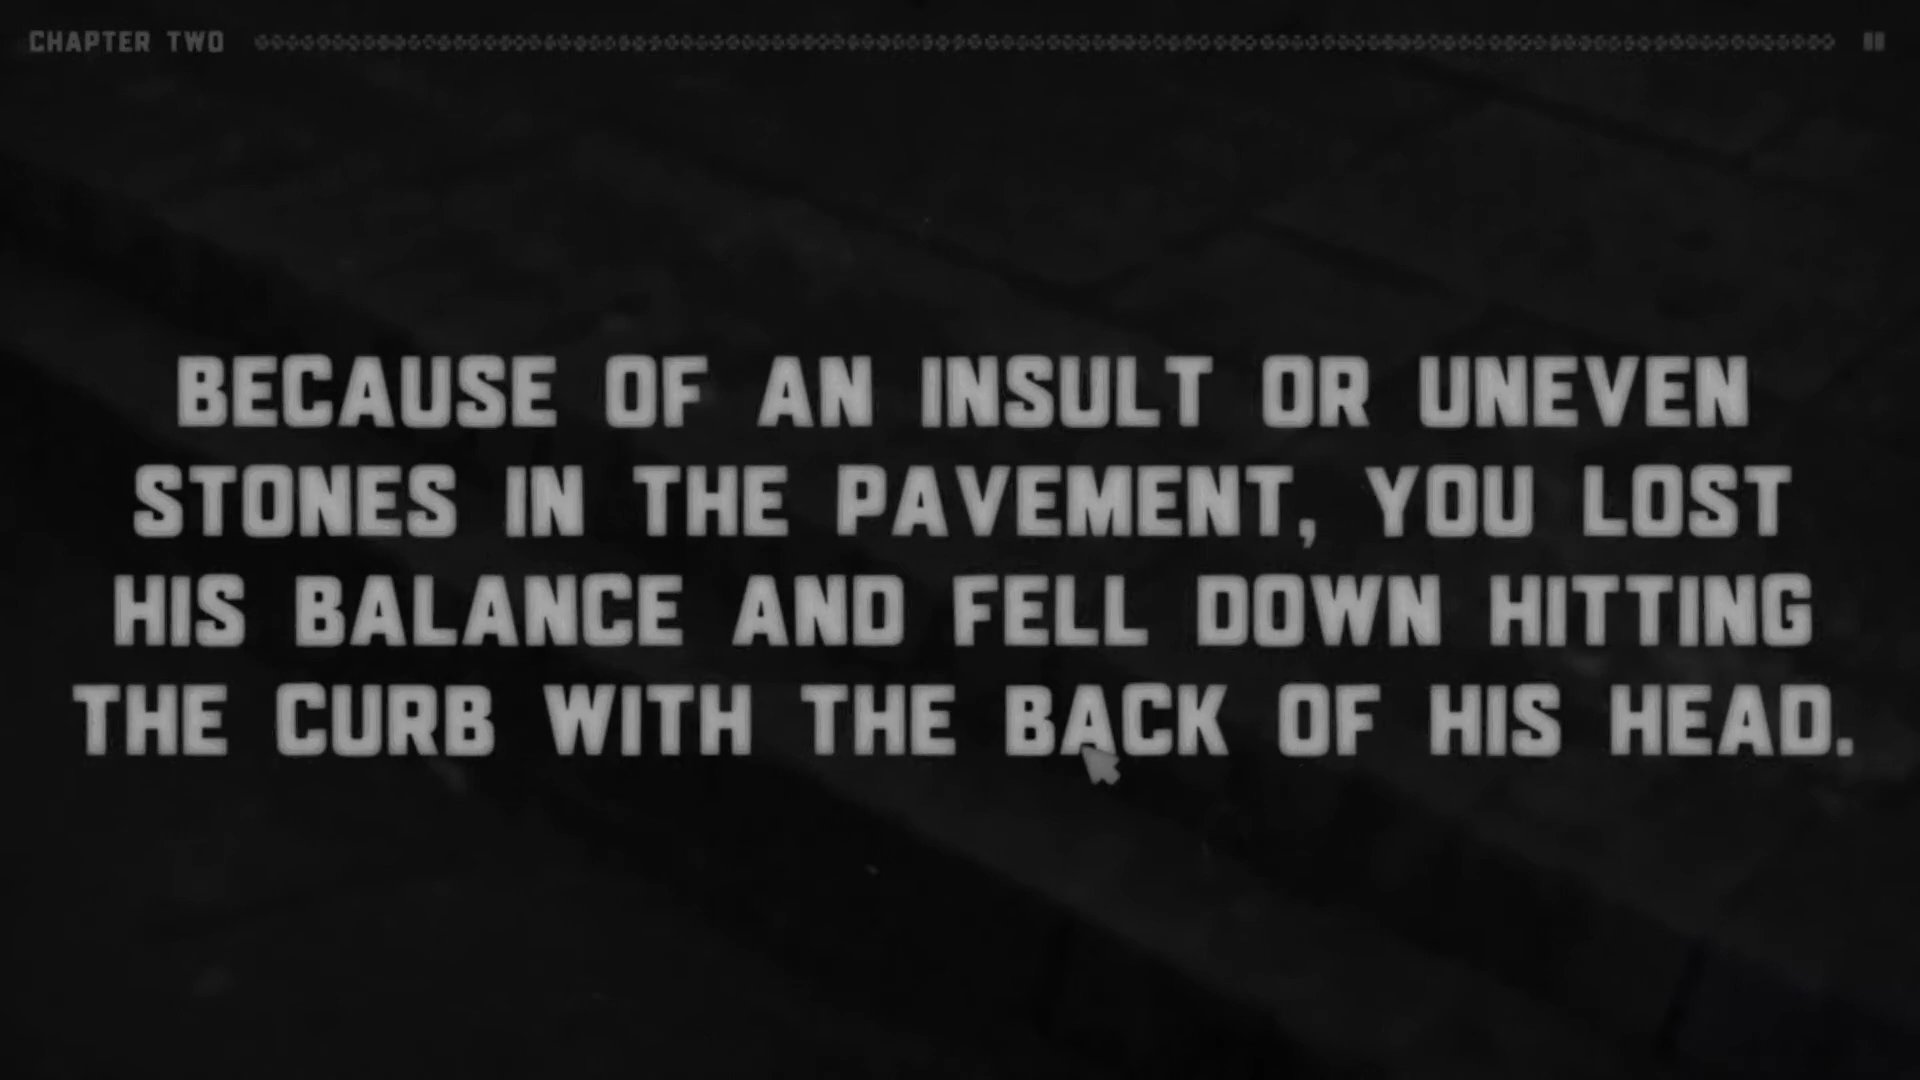 CHAPTER TWO
BECAUSE OF AN INSULT OR UNEVEN
STONES IN THE PAVEMENT, YOU LOST
HIS BALANCE AND FELL DOWN HITTING
THE CURB WITH THE BACK OF HIS HEAD.